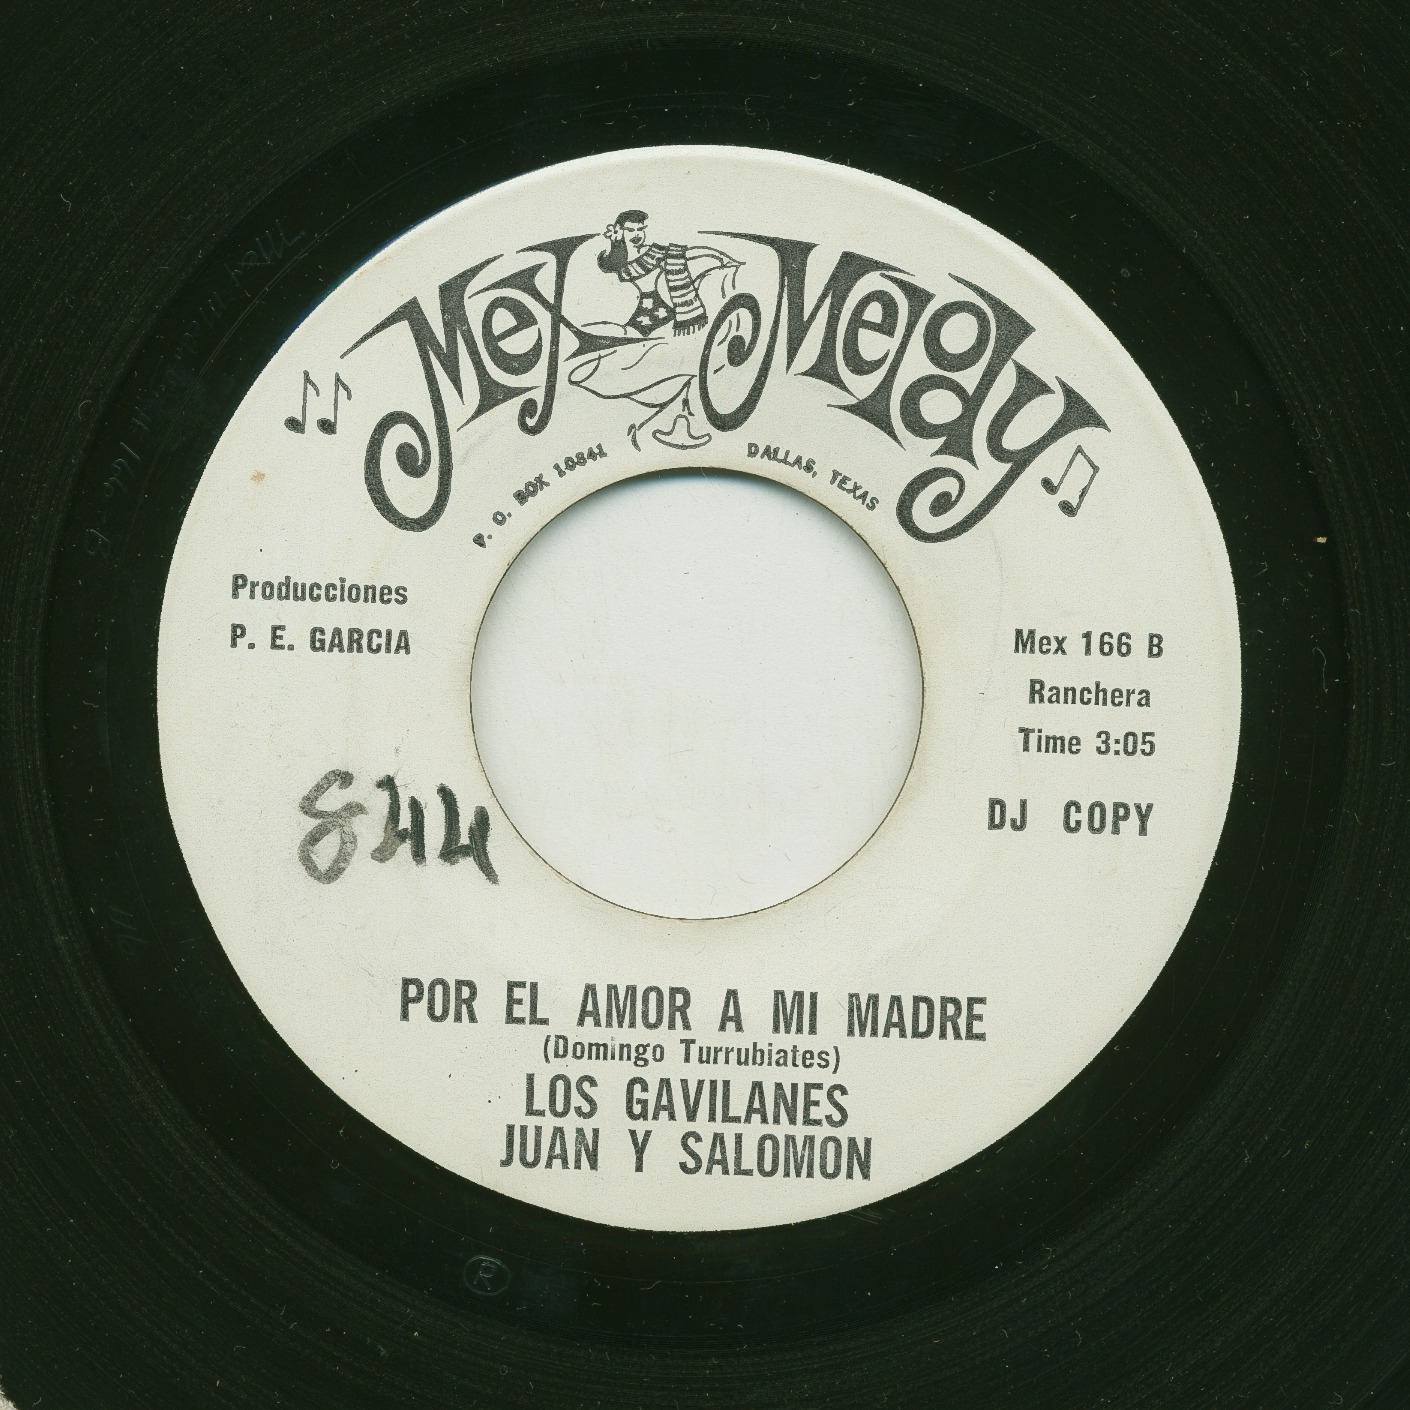 Mex Melody
P. O. BOX 10841 DALLAS, TEXAS
Producciones
P. E. GARCIA
Mex 166 B
Ranchera
Time 3:05
DJ COPY
844
POR EL AMOR A MI MADRE
(Domingo Turrubiates)
LOS GAVILANES
JUAN Y SALOMON
®